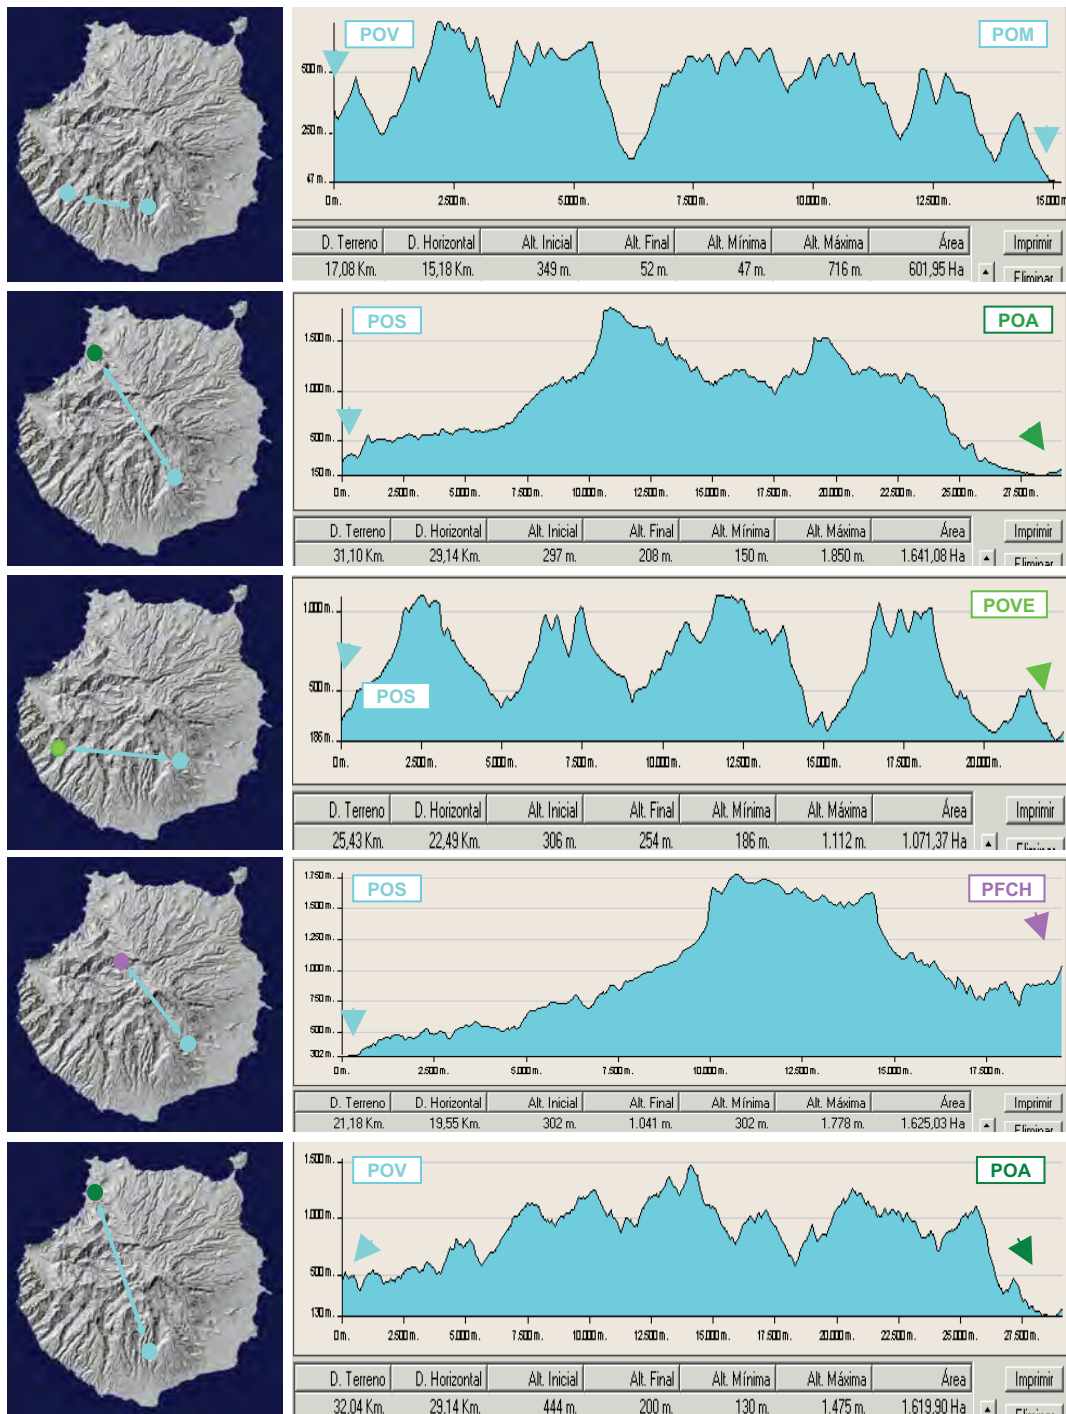 POV
POM
500 m.
250 m.
47 m.
0 m.
2.500 m.
5.000 m.
7.500 m.
10.000 m.
12.500 m.
15.000 m
D. Terreno D. Horizontal Alt. Inicial Alt. Final Alt. Mínima Alt. Máxima Área Imprimir
17,08 Km. 15,18 Km. 349 m. 52 m. 47 m. 716 m. 601,95 Ha Eliminar
POS
POA
1.500 m.
1.000 m.
500 m.
150 m.
0 m.
2.500 m.
5.000 m.
7.500 m.
10.000 m.
12.500 m.
15.000 m.
17.500 m.
20.000 m.
22.500 m.
25.000 m.
27.500 m.
D. Terreno D. Horizontal Alt. Inicial Alt. Final Alt. Mínima Alt. Máxima Área Imprimir
31,10 Km. 29,14 Km. 297 m. 208 m. 150 m. 1.850 m. 1.641,08 Ha Eliminar
POVE
POS
1.000 m.
500 m.
186 m.
0 m.
2.500 m.
5.000 m.
7.500 m.
10.000 m.
12.500 m.
15.000 m.
17.500 m.
20.000 m.
D. Terreno D. Horizontal Alt. Inicial Alt. Final Alt. Mínima Alt. Máxima Área Imprimir
25,43 Km. 22,49 Km. 306 m. 254 m. 186 m. 1.112 m. 1.071,37 Ha Eliminar
POS
PFCH
1.750 m.
1.500 m.
1.250 m.
1.000 m.
750 m.
500 m.
302 m.
0 m.
2.500 m.
5.000 m.
7.500 m.
10.000 m.
12.500 m.
15.000 m.
17.500 m.
D. Terreno D. Horizontal Alt. Inicial Alt. Final Alt. Mínima Alt. Máxima Área Imprimir
21,18 Km. 19,55 Km. 302 m. 1.041 m. 302 m. 1.778 m. 1.625,03 Ha Eliminar
POV
POA
1.500 m.
1.000 m.
500 m.
130 m.
0 m.
2.500 m.
5.000 m.
7.500 m.
10.000 m.
12.500 m.
15.000 m.
17.500 m.
20.000 m.
22.500 m.
25.000 m.
27.500 m.
D. Terreno D. Horizontal Alt. Inicial Alt. Final Alt. Mínima Alt. Máxima Área Imprimir
32,04 Km. 29,14 Km. 444 m. 200 m. 130 m. 1.475 m. 1.619,90 Ha Eliminar